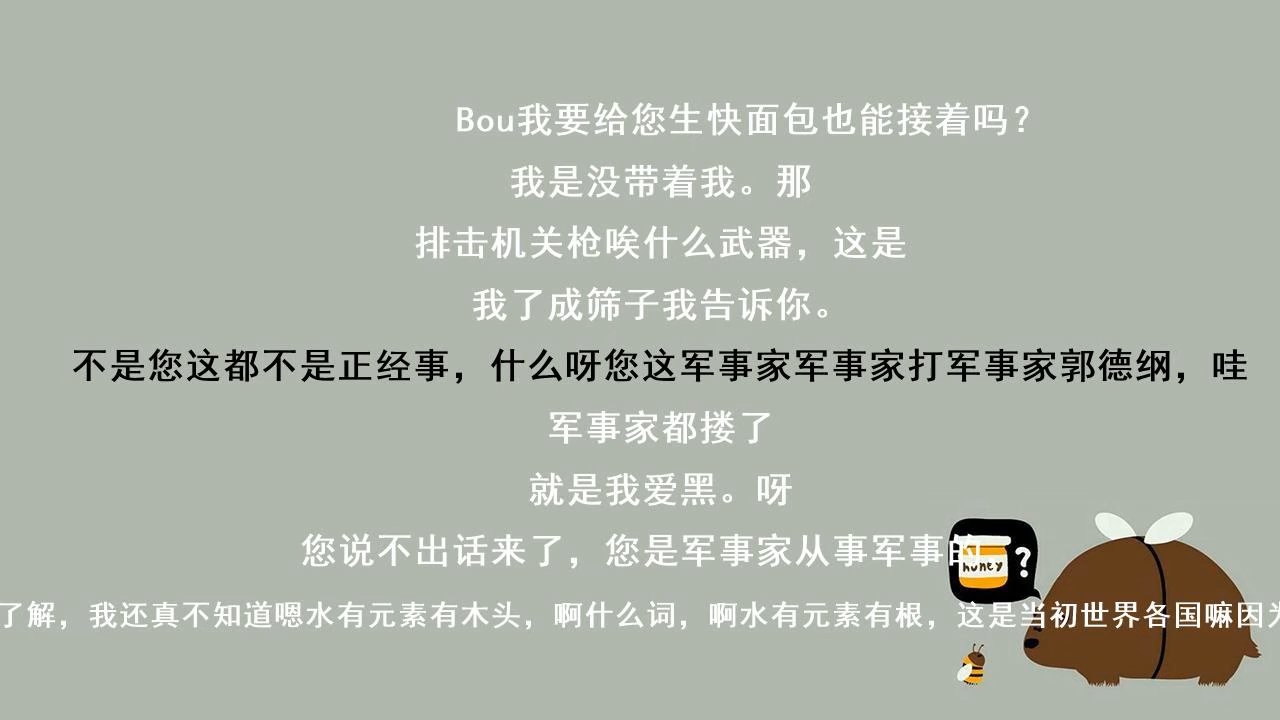 Bou我要给您生快面包也能接着吗？
我是没带着我。那
排击机关枪唉什么武器，这是
我了成筛子我告诉你。
不是您这都不是正经事，什么呀您这军事家军事家打军事家郭德纲，哇
军事家都搂了
就是我爱黑。呀
您说不出话来了，您是军事家从事军事的
honey
?
了解，我还真不知道嗯水有元素有木头，啊什么词，啊水有元素有根，这是当初世界各国嘛因为